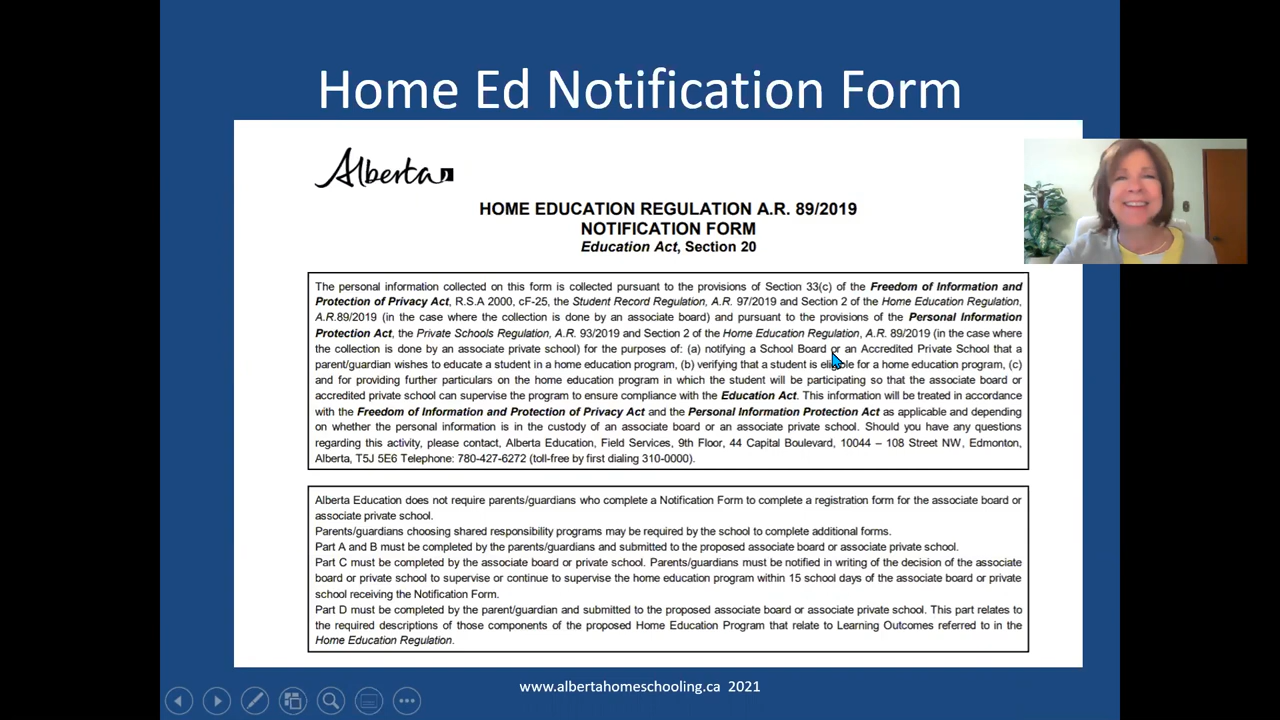 Home Ed Notification Form
Alberta
HOME EDUCATION REGULATION A.R. 89/2019
NOTIFICATION FORM
Education Act, Section 20
The personal information collected on this form is collected pursuant to the provisions of Section 33(c) of the Freedom of Information and
Protection of Privacy Act, R.S.A 2000, cF-25, the Student Record Regulation, A.R. 97/2019 and Section 2 of the Home Education Regulation,
A.R.89/2019 (in the case where the collection is done by an associate board) and pursuant to the provisions of the Personal Information
Protection Act, the Private Schools Regulation, A.R. 93/2019 and Section 2 of the Home Education Regulation, A.R. 89/2019 (in the case where
the collection is done by an associate private school) for the purposes of: (a) notifying a School Board or an Accredited Private School that a
parent/guardian wishes to educate a student in a home education program, (b) verifying that a student is eligible for a home education program, (c)
and for providing further particulars on the home education program in which the student will be participating so that the associate board or
accredited private school can supervise the program to ensure compliance with the Education Act. This information will be treated in accordance
with the Freedom of Information and Protection of Privacy Act and the Personal Information Protection Act as applicable and depending
on whether the personal information is in the custody of an associate board or an associate private school. Should you have any questions
regarding this activity, please contact, Alberta Education, Field Services, 9th Floor, 44 Capital Boulevard, 10044 – 108 Street NW, Edmonton,
Alberta, T5J 5E6 Telephone: 780-427-6272 (toll-free by first dialing 310-0000).
Alberta Education does not require parents/guardians who complete a Notification Form to complete a registration form for the associate board or
associate private school.
Parents/guardians choosing shared responsibility programs may be required by the school to complete additional forms.
Part A and B must be completed by the parents/guardians and submitted to the proposed associate board or associate private school.
Part C must be completed by the associate board or private school. Parents/guardians must be notified in writing of the decision of the associate
board or private school to supervise or continue to supervise the home education program within 15 school days of the associate board or private
school receiving the Notification Form.
Part D must be completed by the parent/guardian and submitted to the proposed associate board or associate private school. This part relates to
the required descriptions of those components of the proposed Home Education Program that relate to Learning Outcomes referred to in the
Home Education Regulation.
www.albertahomeschooling.ca 2021